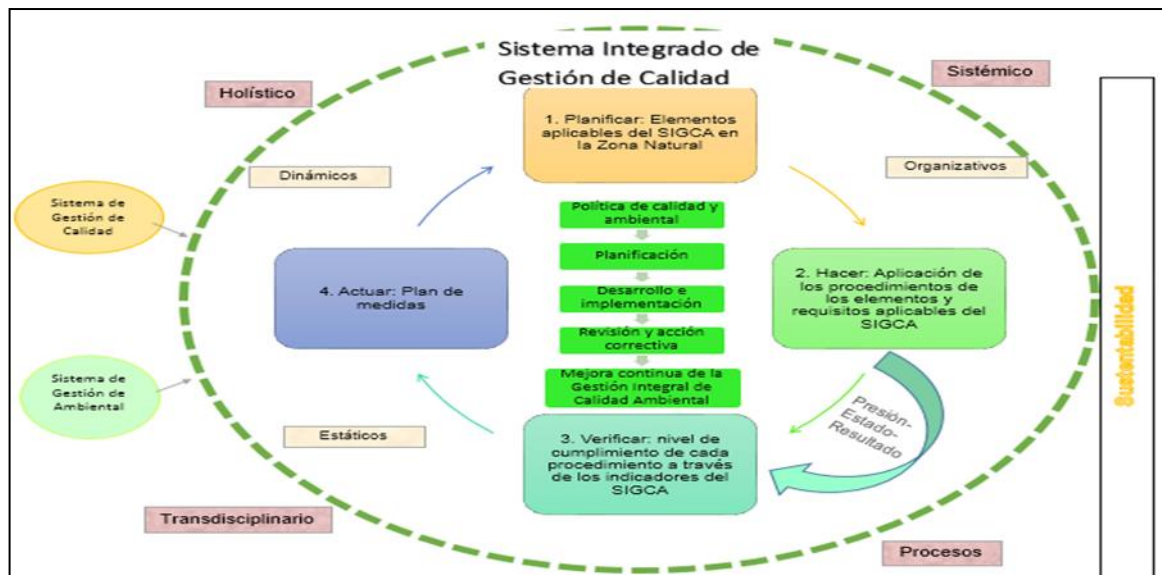 Sistema Integrado de
Gestión de Calidad
Holístico
Sistémico
1. Planificar: Elementos
aplicables del SIGCA en
la Zona Natural
Dinámicos
Organizativos
Sistema de
Gestión de
Calidad
Política de calidad y
ambiental
Planificación
Desarrollo e
implementación
Revisión y acción
correctiva
Mejora continua de la
Gestión Integral de
Calidad Ambiental
4. Actuar: Plan de
medidas
2. Hacer: Aplicación de
los procedimientos de
los elementos y
requisitos aplicables del
SIGCA
Sustentabilidad
Sistema de
Gestión de
Ambiental
Presión-
Estado-
Resultado
Estáticos
3. Verificar: nivel de
cumplimiento de cada
procedimiento a través
de los indicadores del
SIGCA
Transdisciplinario
Procesos